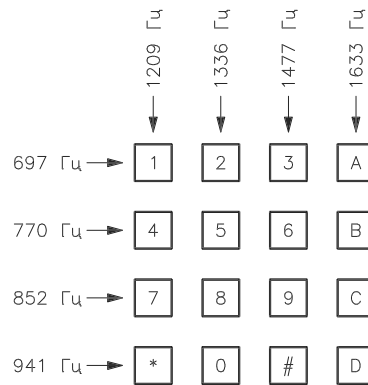 1209 Гц 1336 Гц 1477 Гц 1633 Гц
697 Гц 1 2 3 A
770 Гц 4 5 6 B
852 Гц 7 8 9 C
941 Гц * 0 # D